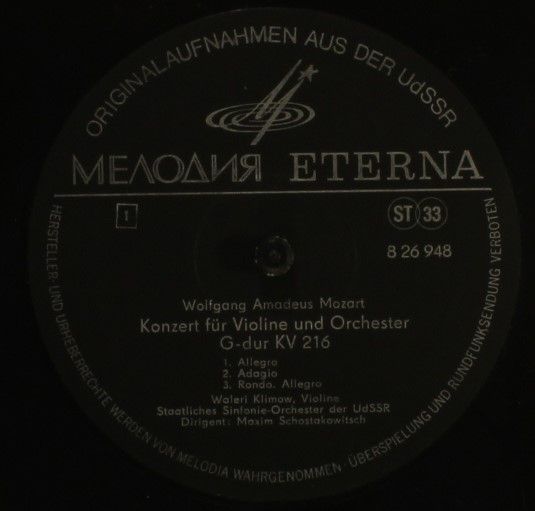 ORIGINALAUFNAHMEN AUS DER UdSSR
МЕЛОДИЯ ETERNA
1 ST 33
8 26 948
Wolfgang Amadeus Mozart
Konzert für Violine und Orchester
G-dur KV 216
1. Allegro
2. Adagio
3. Rondo. Allegro
Waleri Klimow, Violine
Staatliches Sinfonie-Orchester der UdSSR
Dirigent: Maxim Schostakowitsch
HERSTELLER- UND URHEBERRECHTE WERDEN VON MELODIA WAHRGENOMMEN · ÜBERSPIELUNG UND RUNDFUNKSENDUNG VERBOTEN